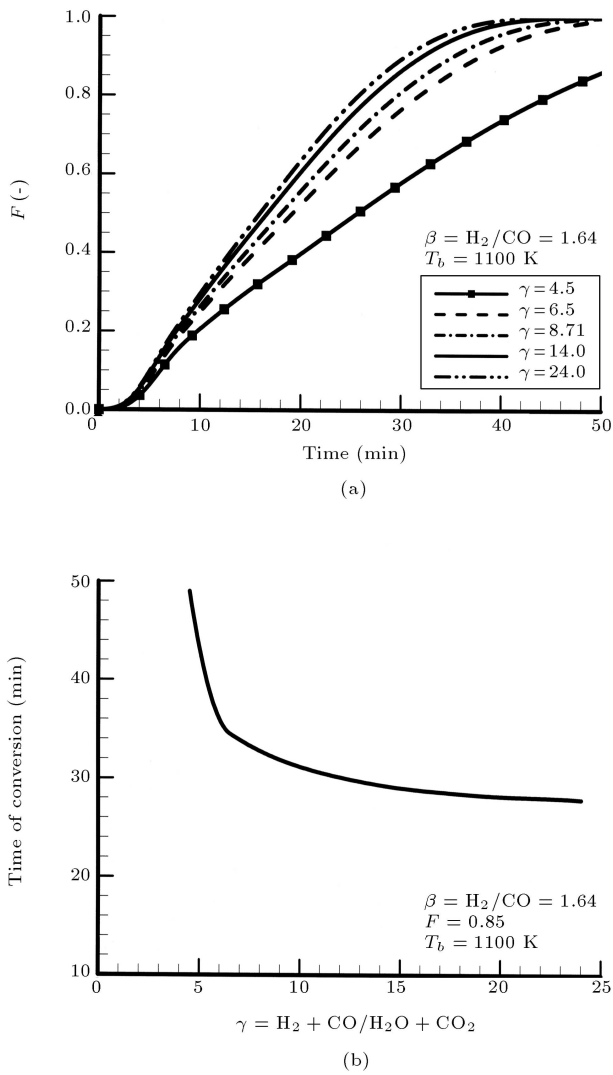 1.0
0.8
0.6
0.4
0.2
0.0
F (-)
β = H₂/CO = 1.64
T_b = 1100 K
γ = 4.5
γ = 6.5
γ = 8.71
γ = 14.0
γ = 24.0
0 10 20 30 40 50
Time (min)
(a)
50
40
30
20
10
Time of conversion (min)
β = H₂/CO = 1.64
F = 0.85
T_b = 1100 K
0 5 10 15 20 25
γ = H₂ + CO/H₂O + CO₂
(b)